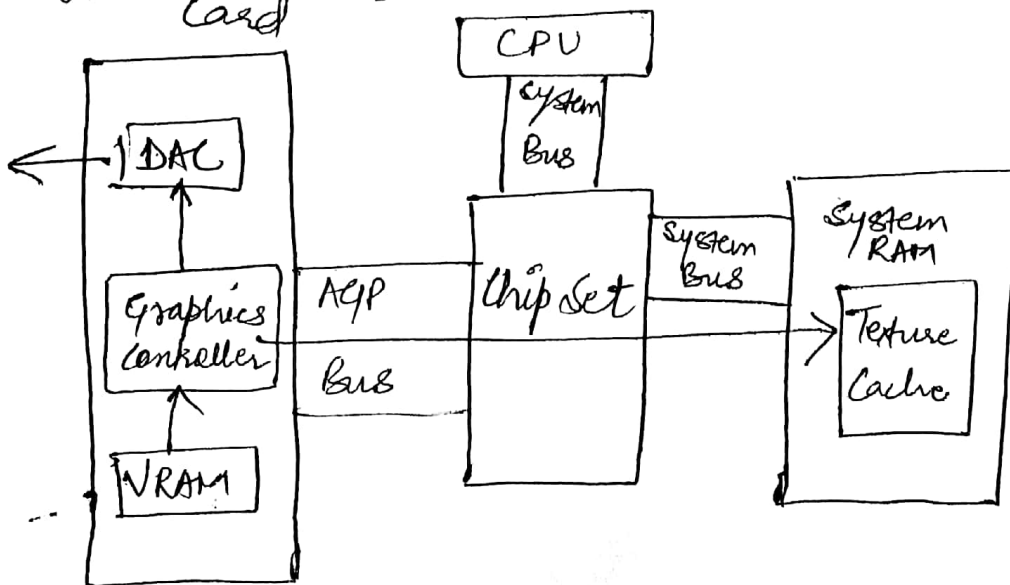 Card
CPU
System
Bus
DAC
System
RAM
System
Bus
AGP
Chip Set
Graphics
Controller
Texture
Cache
Bus
VRAM